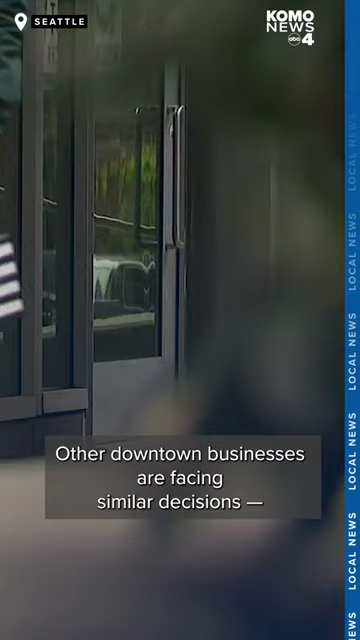 SEATTLE
KOMO
NEWS
abc 4
Other downtown businesses
are facing
similar decisions —
LOCAL NEWS
LOCAL NEWS
LOCAL NEWS
LOCAL NEWS
LOCAL NEWS
EWS